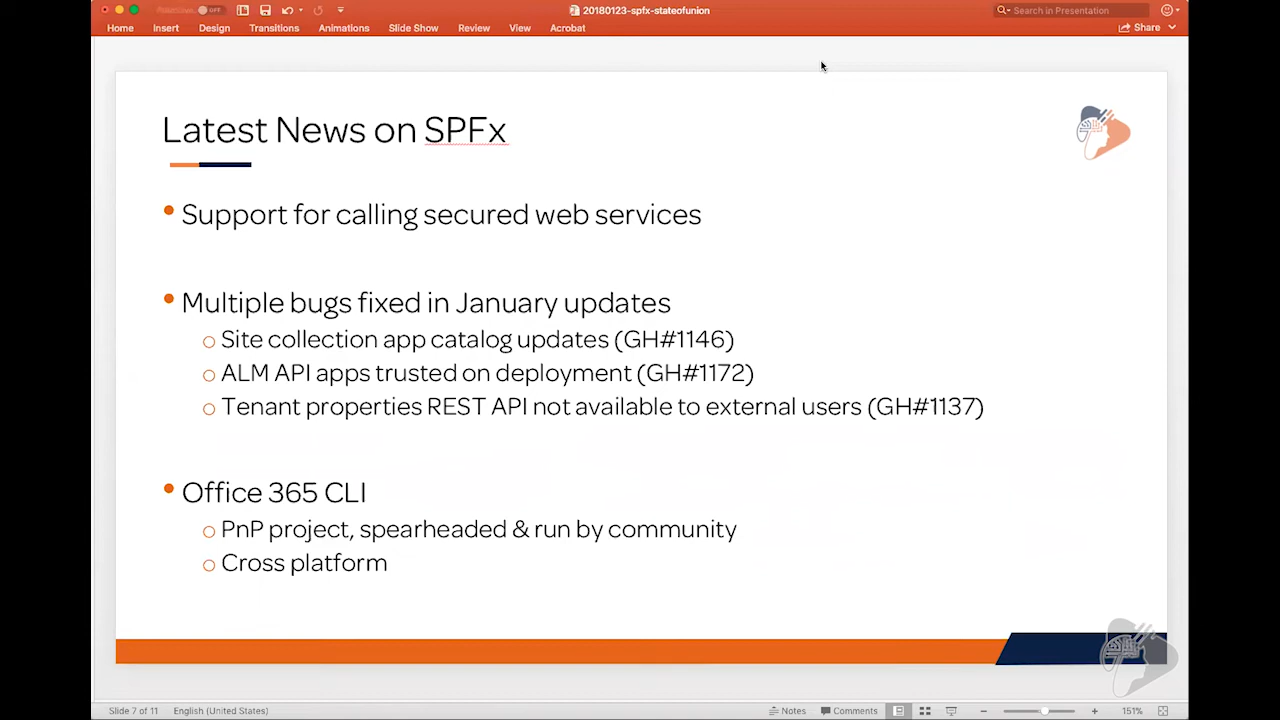 OFF
20180123-spfx-stateofunion
Search in Presentation
Home Insert Design Transitions Animations Slide Show Review View Acrobat Share
Latest News on SPFx
• Support for calling secured web services
• Multiple bugs fixed in January updates
○ Site collection app catalog updates (GH#1146)
○ ALM API apps trusted on deployment (GH#1172)
○ Tenant properties REST API not available to external users (GH#1137)
• Office 365 CLI
○ PnP project, spearheaded & run by community
○ Cross platform
Slide 7 of 11 English (United States) Notes Comments 151%